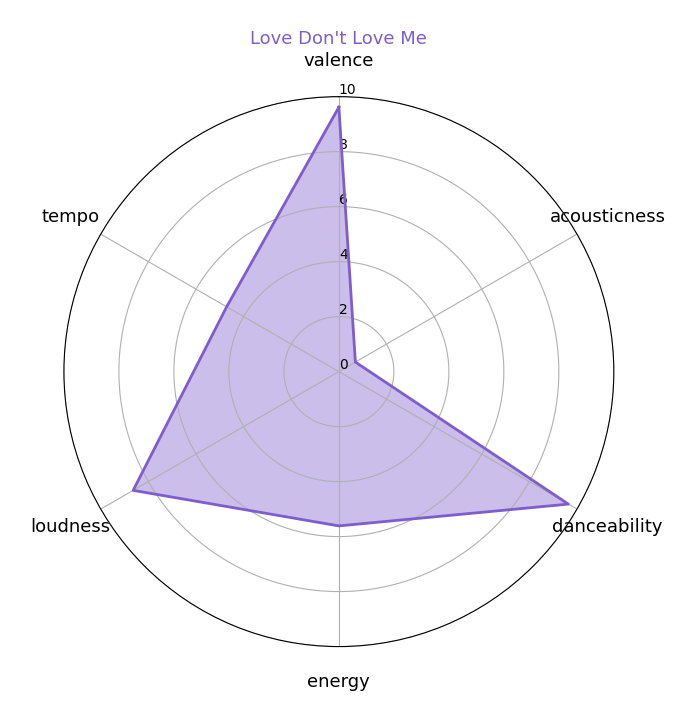 Love Don't Love Me
valence
10
8
6
4
2
0
tempo
acousticness
loudness
danceability
energy